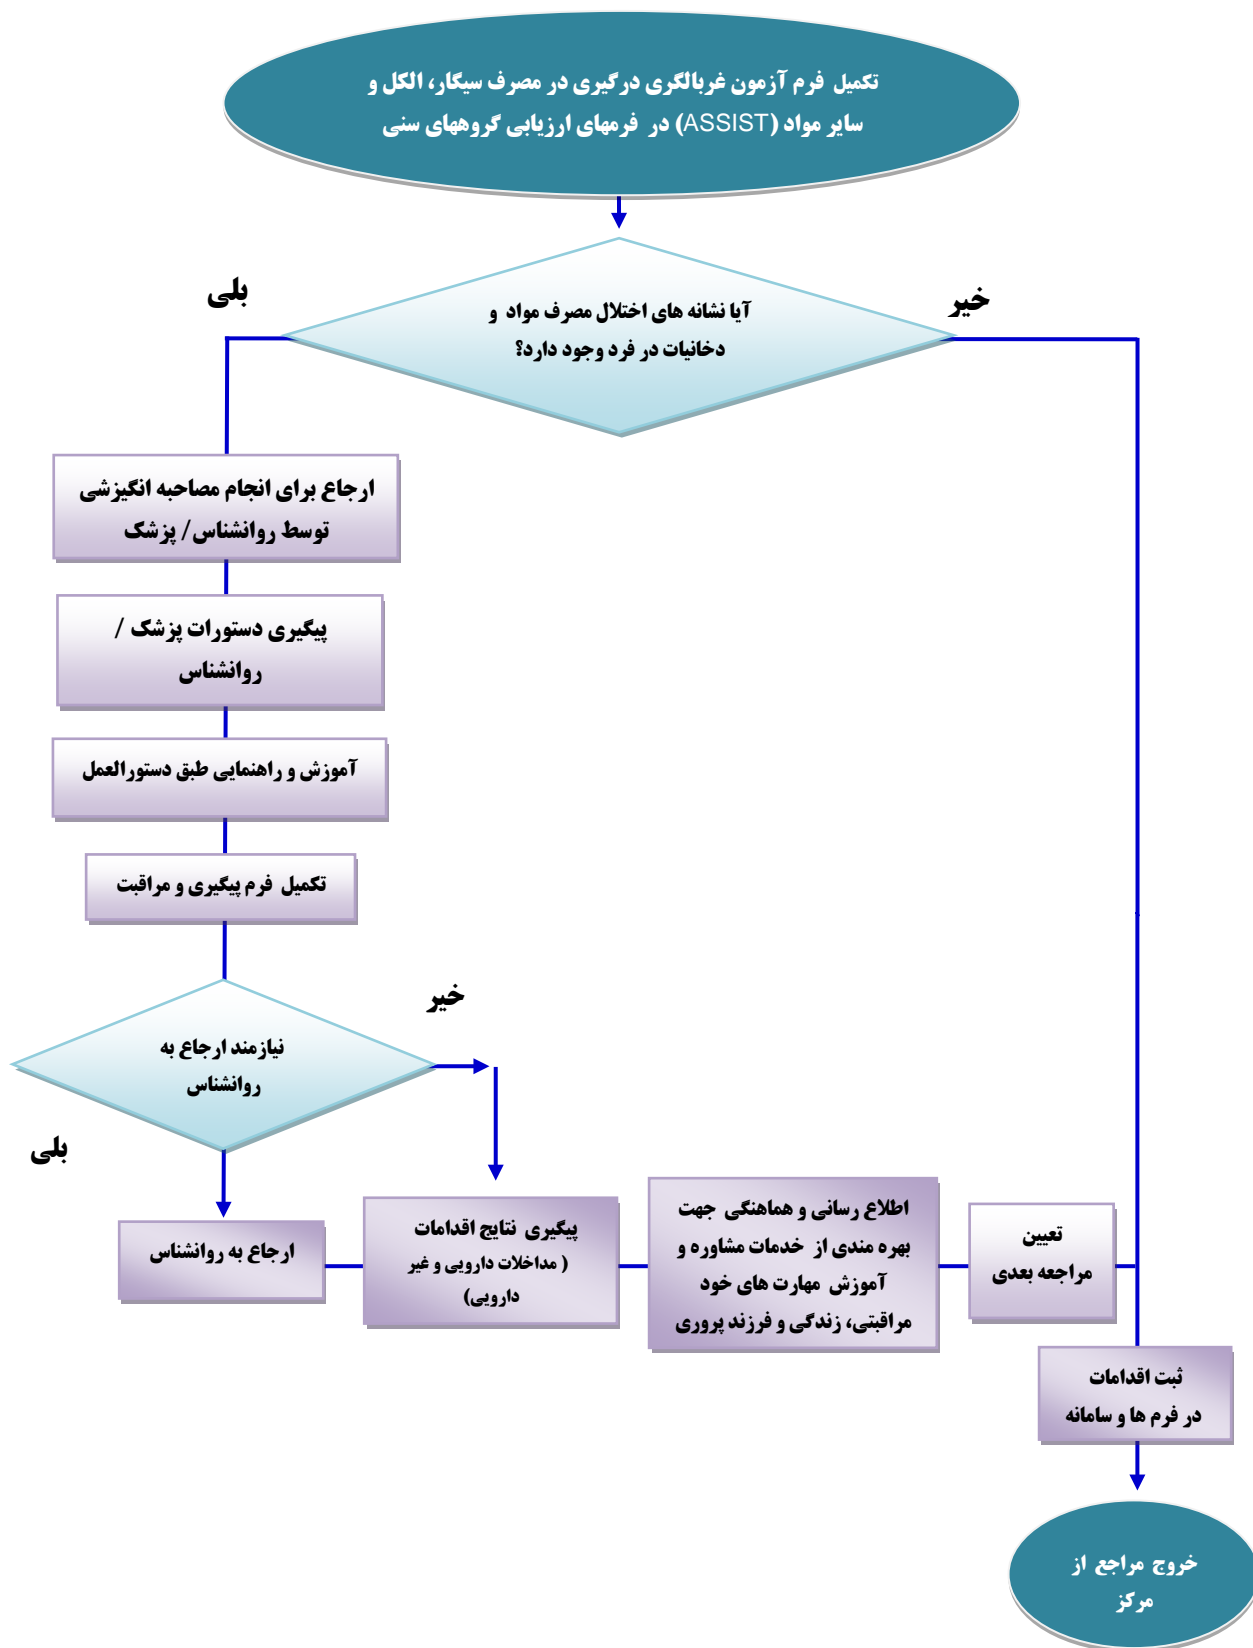 تکمیل فرم آزمون غربالگری درگیری در مصرف سیگار، الکل و
سایر مواد (ASSIST) در فرمهای ارزیابی گروههای سنی
بلی
خیر
آیا نشانه های اختلال مصرف مواد و
دخانیات در فرد وجود دارد؟
ارجاع برای انجام مصاحبه انگیزشی
توسط روانشناس/ پزشک
پیگیری دستورات پزشک /
روانشناس
آموزش و راهنمایی طبق دستورالعمل
تکمیل فرم پیگیری و مراقبت
خیر
نیازمند ارجاع به
روانشناس
بلی
ارجاع به روانشناس
پیگیری نتایج اقدامات
( مداخلات دارویی و غیر
دارویی)
اطلاع رسانی و هماهنگی جهت
بهره مندی از خدمات مشاوره و
آموزش مهارت های خود
مراقبتی، زندگی و فرزند پروری
تعیین
مراجعه بعدی
ثبت اقدامات
در فرم ها و سامانه
خروج مراجع از
مرکز